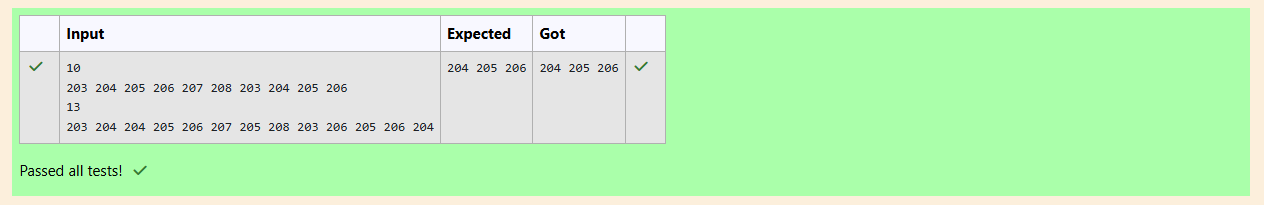 Input Expected Got
10 204 205 206 204 205 206
203 204 205 206 207 208 203 204 205 206
13
203 204 204 205 206 207 205 208 203 206 205 206 204
Passed all tests!